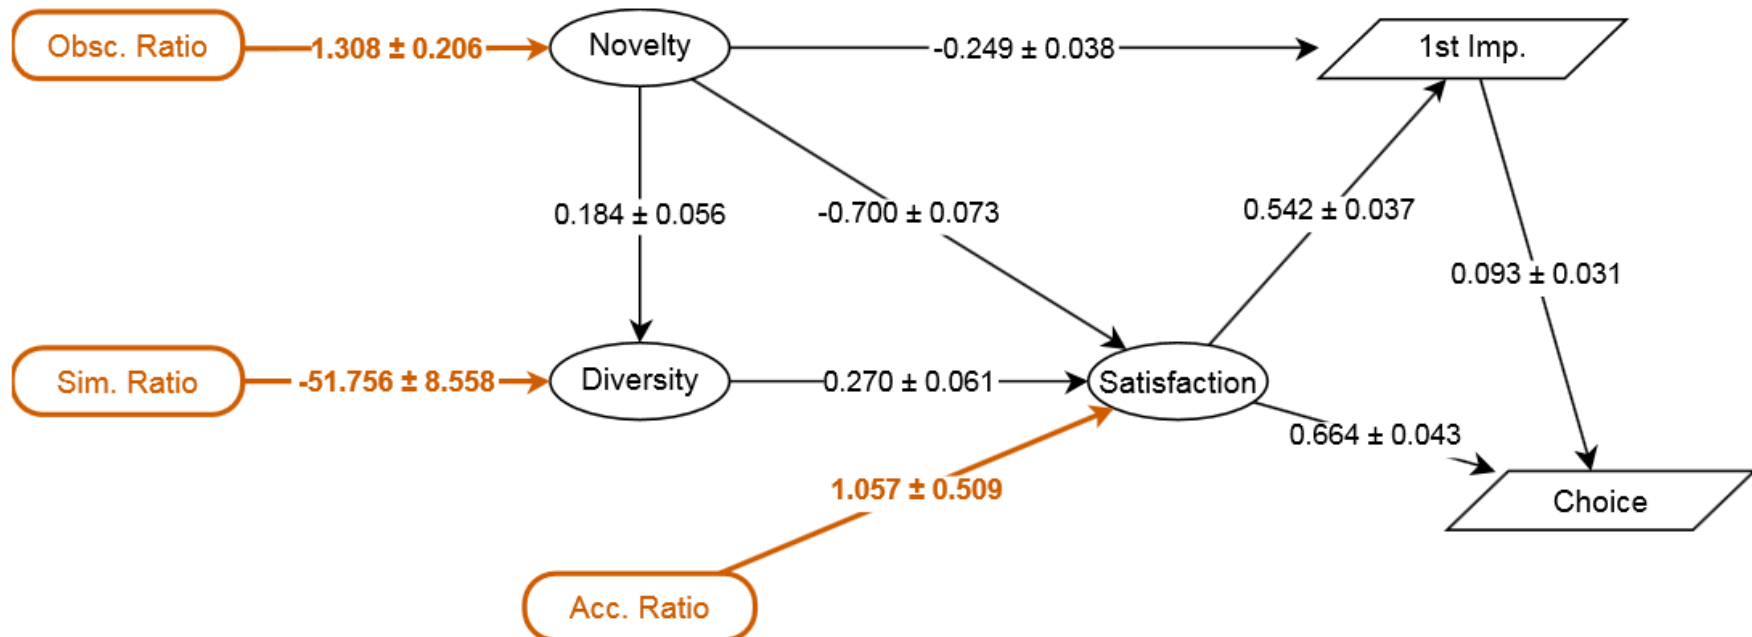 Obsc. Ratio
1.308 ± 0.206
Novelty
-0.249 ± 0.038
1st Imp.
0.184 ± 0.056
-0.700 ± 0.073
0.542 ± 0.037
0.093 ± 0.031
Sim. Ratio
-51.756 ± 8.558
Diversity
0.270 ± 0.061
Satisfaction
0.664 ± 0.043
1.057 ± 0.509
Choice
Acc. Ratio